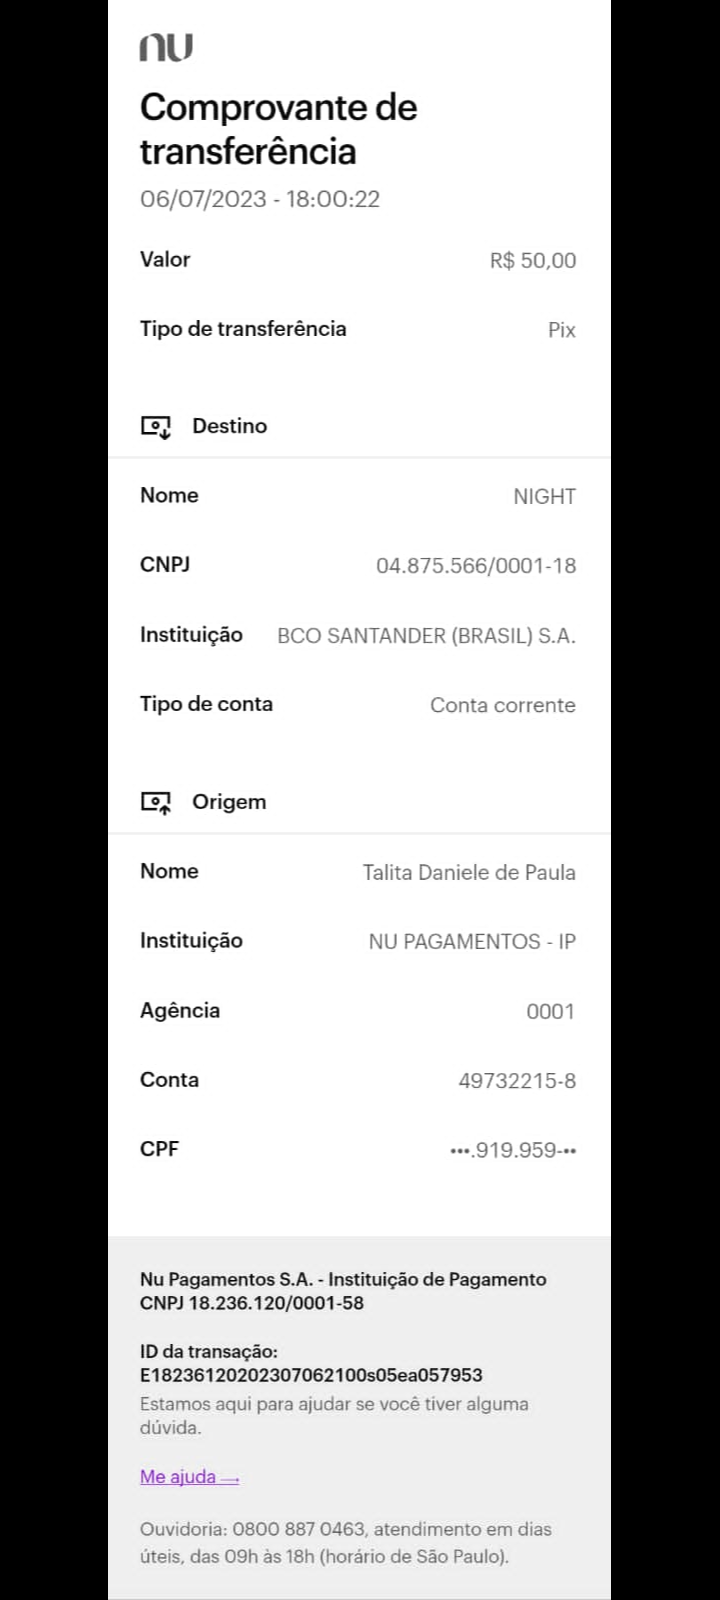 nu
Comprovante de
transferência
06/07/2023 - 18:00:22
Valor R$ 50,00
Tipo de transferência Pix
Destino
Nome NIGHT
CNPJ 04.875.566/0001-18
Instituição BCO SANTANDER (BRASIL) S.A.
Tipo de conta Conta corrente
Origem
Nome Talita Daniele de Paula
Instituição NU PAGAMENTOS - IP
Agência 0001
Conta 49732215-8
CPF •••.919.959-••
Nu Pagamentos S.A. - Instituição de Pagamento
CNPJ 18.236.120/0001-58
ID da transação:
E18236120202307062100s05ea057953
Estamos aqui para ajudar se você tiver alguma
dúvida.
Me ajuda →
Ouvidoria: 0800 887 0463, atendimento em dias
úteis, das 09h às 18h (horário de São Paulo).